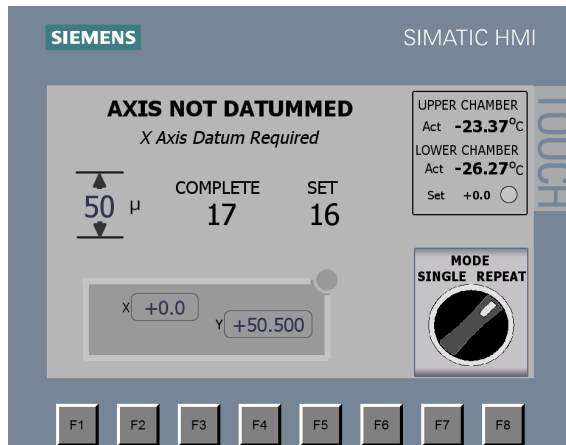 SIEMENS
SIMATIC HMI
TOUCH
AXIS NOT DATUMMED
X Axis Datum Required
50 µ
COMPLETE SET
17 16
X +0.0
Y +50.500
UPPER CHAMBER
Act -23.37°C
LOWER CHAMBER
Act -26.27°C
Set +0.0
MODE
SINGLE REPEAT
F1 F2 F3 F4 F5 F6 F7 F8